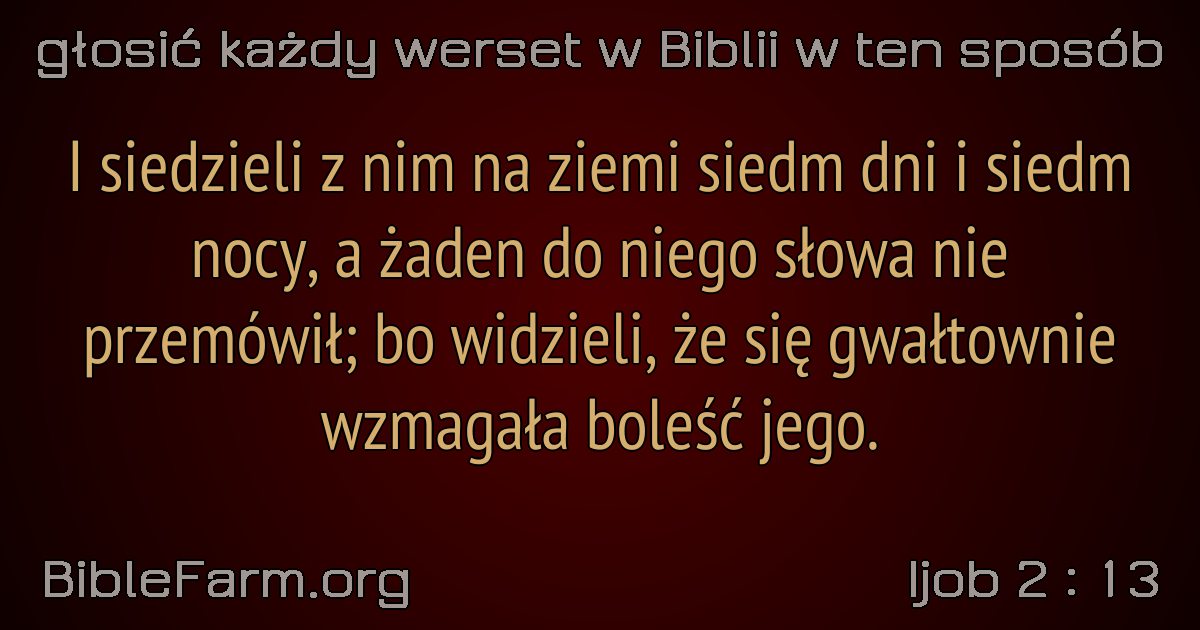 głosić każdy werset w Biblii w ten sposób
I siedzieli z nim na ziemi siedm dni i siedm
nocy, a żaden do niego słowa nie
przemówił; bo widzieli, że się gwałtownie
wzmagała boleść jego.
BibleFarm.org
Ijob 2 : 13